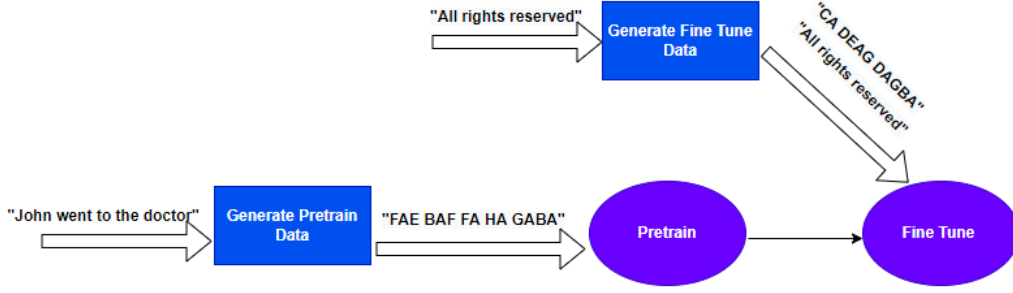 "All rights reserved"
Generate Fine Tune
Data
"CA DEAG DAGBA"
"All rights reserved"
"John went to the doctor"
Generate Pretrain
Data
"FAE BAF FA HA GABA"
Pretrain
Fine Tune